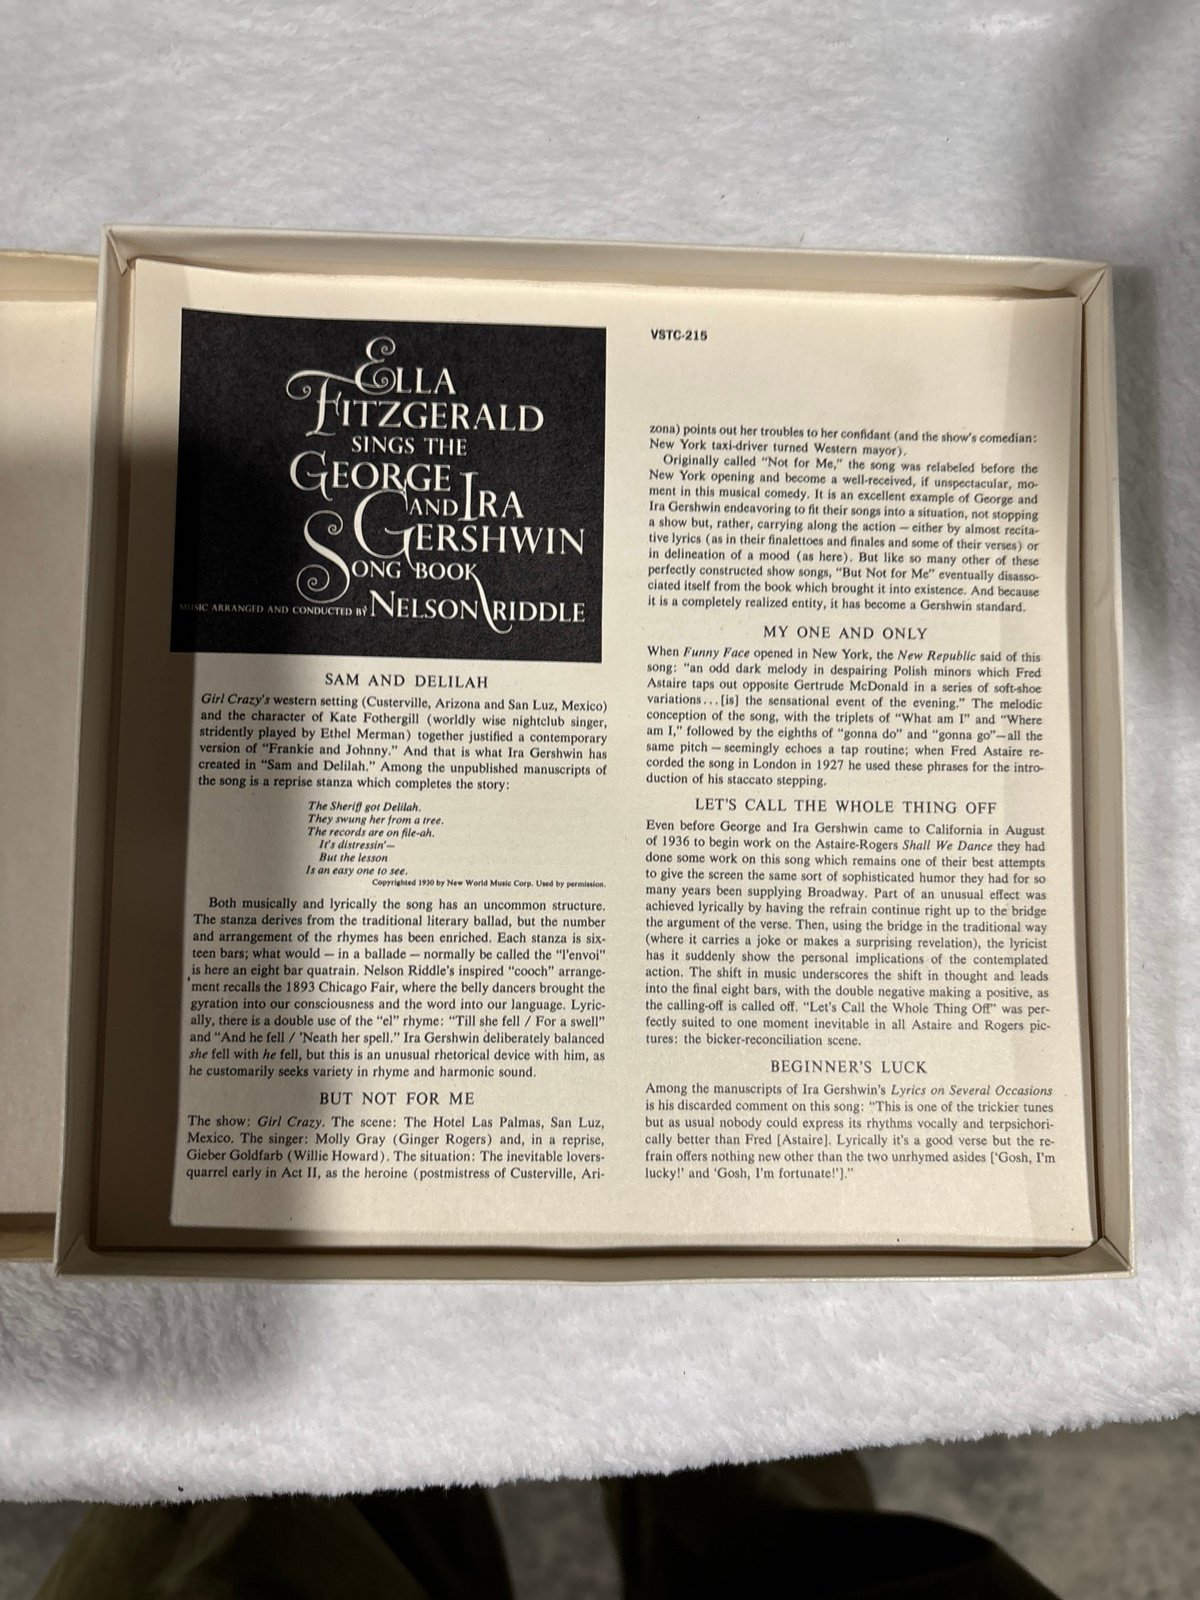 ELLA
FITZGERALD
SINGS THE
GEORGE
AND IRA
GERSHWIN
SONG BOOK
MUSIC ARRANGED AND CONDUCTED BY NELSON RIDDLE
SAM AND DELILAH
Girl Crazy's western setting (Custerville, Arizona and San Luz, Mexico)
and the character of Kate Fothergill (worldly wise nightclub singer,
stridently played by Ethel Merman) together justified a contemporary
version of "Frankie and Johnny." And that is what Ira Gershwin has
created in "Sam and Delilah." Among the unpublished manuscripts of
the song is a reprise stanza which completes the story:
The Sheriff got Delilah.
They swung her from a tree.
The records are on file-ah.
It's distressin'—
But the lesson
Is an easy one to see.
Copyrighted 1930 by New World Music Corp. Used by permission.
Both musically and lyrically the song has an uncommon structure.
The stanza derives from the traditional literary ballad, but the number
and arrangement of the rhymes has been enriched. Each stanza is six-
teen bars; what would — in a ballade — normally be called the "l'envoi"
is here an eight bar quatrain. Nelson Riddle's inspired "cooch" arrange-
ment recalls the 1893 Chicago Fair, where the belly dancers brought the
gyration into our consciousness and the word into our language. Lyric-
ally, there is a double use of the "el" rhyme: "Till she fell / For a swell"
and "And he fell / 'Neath her spell." Ira Gershwin deliberately balanced
she fell with he fell, but this is an unusual rhetorical device with him, as
he customarily seeks variety in rhyme and harmonic sound.
BUT NOT FOR ME
The show: Girl Crazy. The scene: The Hotel Las Palmas, San Luz,
Mexico. The singer: Molly Gray (Ginger Rogers) and, in a reprise,
Gieber Goldfarb (Willie Howard). The situation: The inevitable lovers-
quarrel early in Act II, as the heroine (postmistress of Custerville, Ari-
VSTC-215
zona) points out her troubles to her confidant (and the show's comedian:
New York taxi-driver turned Western mayor).
Originally called "Not for Me," the song was relabeled before the
New York opening and become a well-received, if unspectacular, mo-
ment in this musical comedy. It is an excellent example of George and
Ira Gershwin endeavoring to fit their songs into a situation, not stopping
a show but, rather, carrying along the action — either by almost recita-
tive lyrics (as in their finalettoes and finales and some of their verses) or
in delineation of a mood (as here). But like so many other of these
perfectly constructed show songs, "But Not for Me" eventually disasso-
ciated itself from the book which brought it into existence. And because
it is a completely realized entity, it has become a Gershwin standard.
MY ONE AND ONLY
When Funny Face opened in New York, the New Republic said of this
song: "an odd dark melody in despairing Polish minors which Fred
Astaire taps out opposite Gertrude McDonald in a series of soft-shoe
variations... [is] the sensational event of the evening." The melodic
conception of the song, with the triplets of "What am I" and "Where
am I," followed by the eighths of "gonna do" and "gonna go"—all the
same pitch — seemingly echoes a tap routine; when Fred Astaire re-
corded the song in London in 1927 he used these phrases for the intro-
duction of his staccato stepping.
LET'S CALL THE WHOLE THING OFF
Even before George and Ira Gershwin came to California in August
of 1936 to begin work on the Astaire-Rogers Shall We Dance they had
done some work on this song which remains one of their best attempts
to give the screen the same sort of sophisticated humor they had for so
many years been supplying Broadway. Part of an unusual effect was
achieved lyrically by having the refrain continue right up to the bridge
the argument of the verse. Then, using the bridge in the traditional way
(where it carries a joke or makes a surprising revelation), the lyricist
has it suddenly show the personal implications of the contemplated
action. The shift in music underscores the shift in thought and leads
into the final eight bars, with the double negative making a positive, as
the calling-off is called off. "Let's Call the Whole Thing Off" was per-
fectly suited to one moment inevitable in all Astaire and Rogers pic-
tures: the bicker-reconciliation scene.
BEGINNER'S LUCK
Among the manuscripts of Ira Gershwin's Lyrics on Several Occasions
is his discarded comment on this song: "This is one of the trickier tunes
but as usual nobody could express its rhythms vocally and terpsichori-
cally better than Fred [Astaire]. Lyrically it's a good verse but the re-
frain offers nothing new other than the two unrhymed asides ['Gosh, I'm
lucky!' and 'Gosh, I'm fortunate!']."